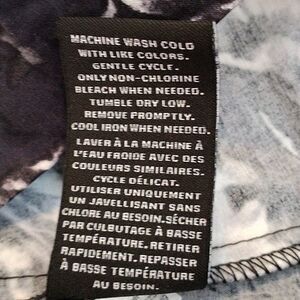 MACHINE WASH COLD
WITH LIKE COLORS.
GENTLE CYCLE.
ONLY NON-CHLORINE
BLEACH WHEN NEEDED.
TUMBLE DRY LOW.
REMOVE PROMPTLY.
COOL IRON WHEN NEEDED.
LAVER À LA MACHINE À
L'EAU FROIDE AVEC DES
COULEURS SIMILAIRES.
CYCLE DÉLICAT.
UTILISER UNIQUEMENT
UN JAVELLISANT SANS
CHLORE AU BESOIN.SÉCHER
PAR CULBUTAGE À BASSE
TEMPÉRATURE. RETIRER
RAPIDEMENT. REPASSER
À BASSE TEMPÉRATURE
AU BESOIN.